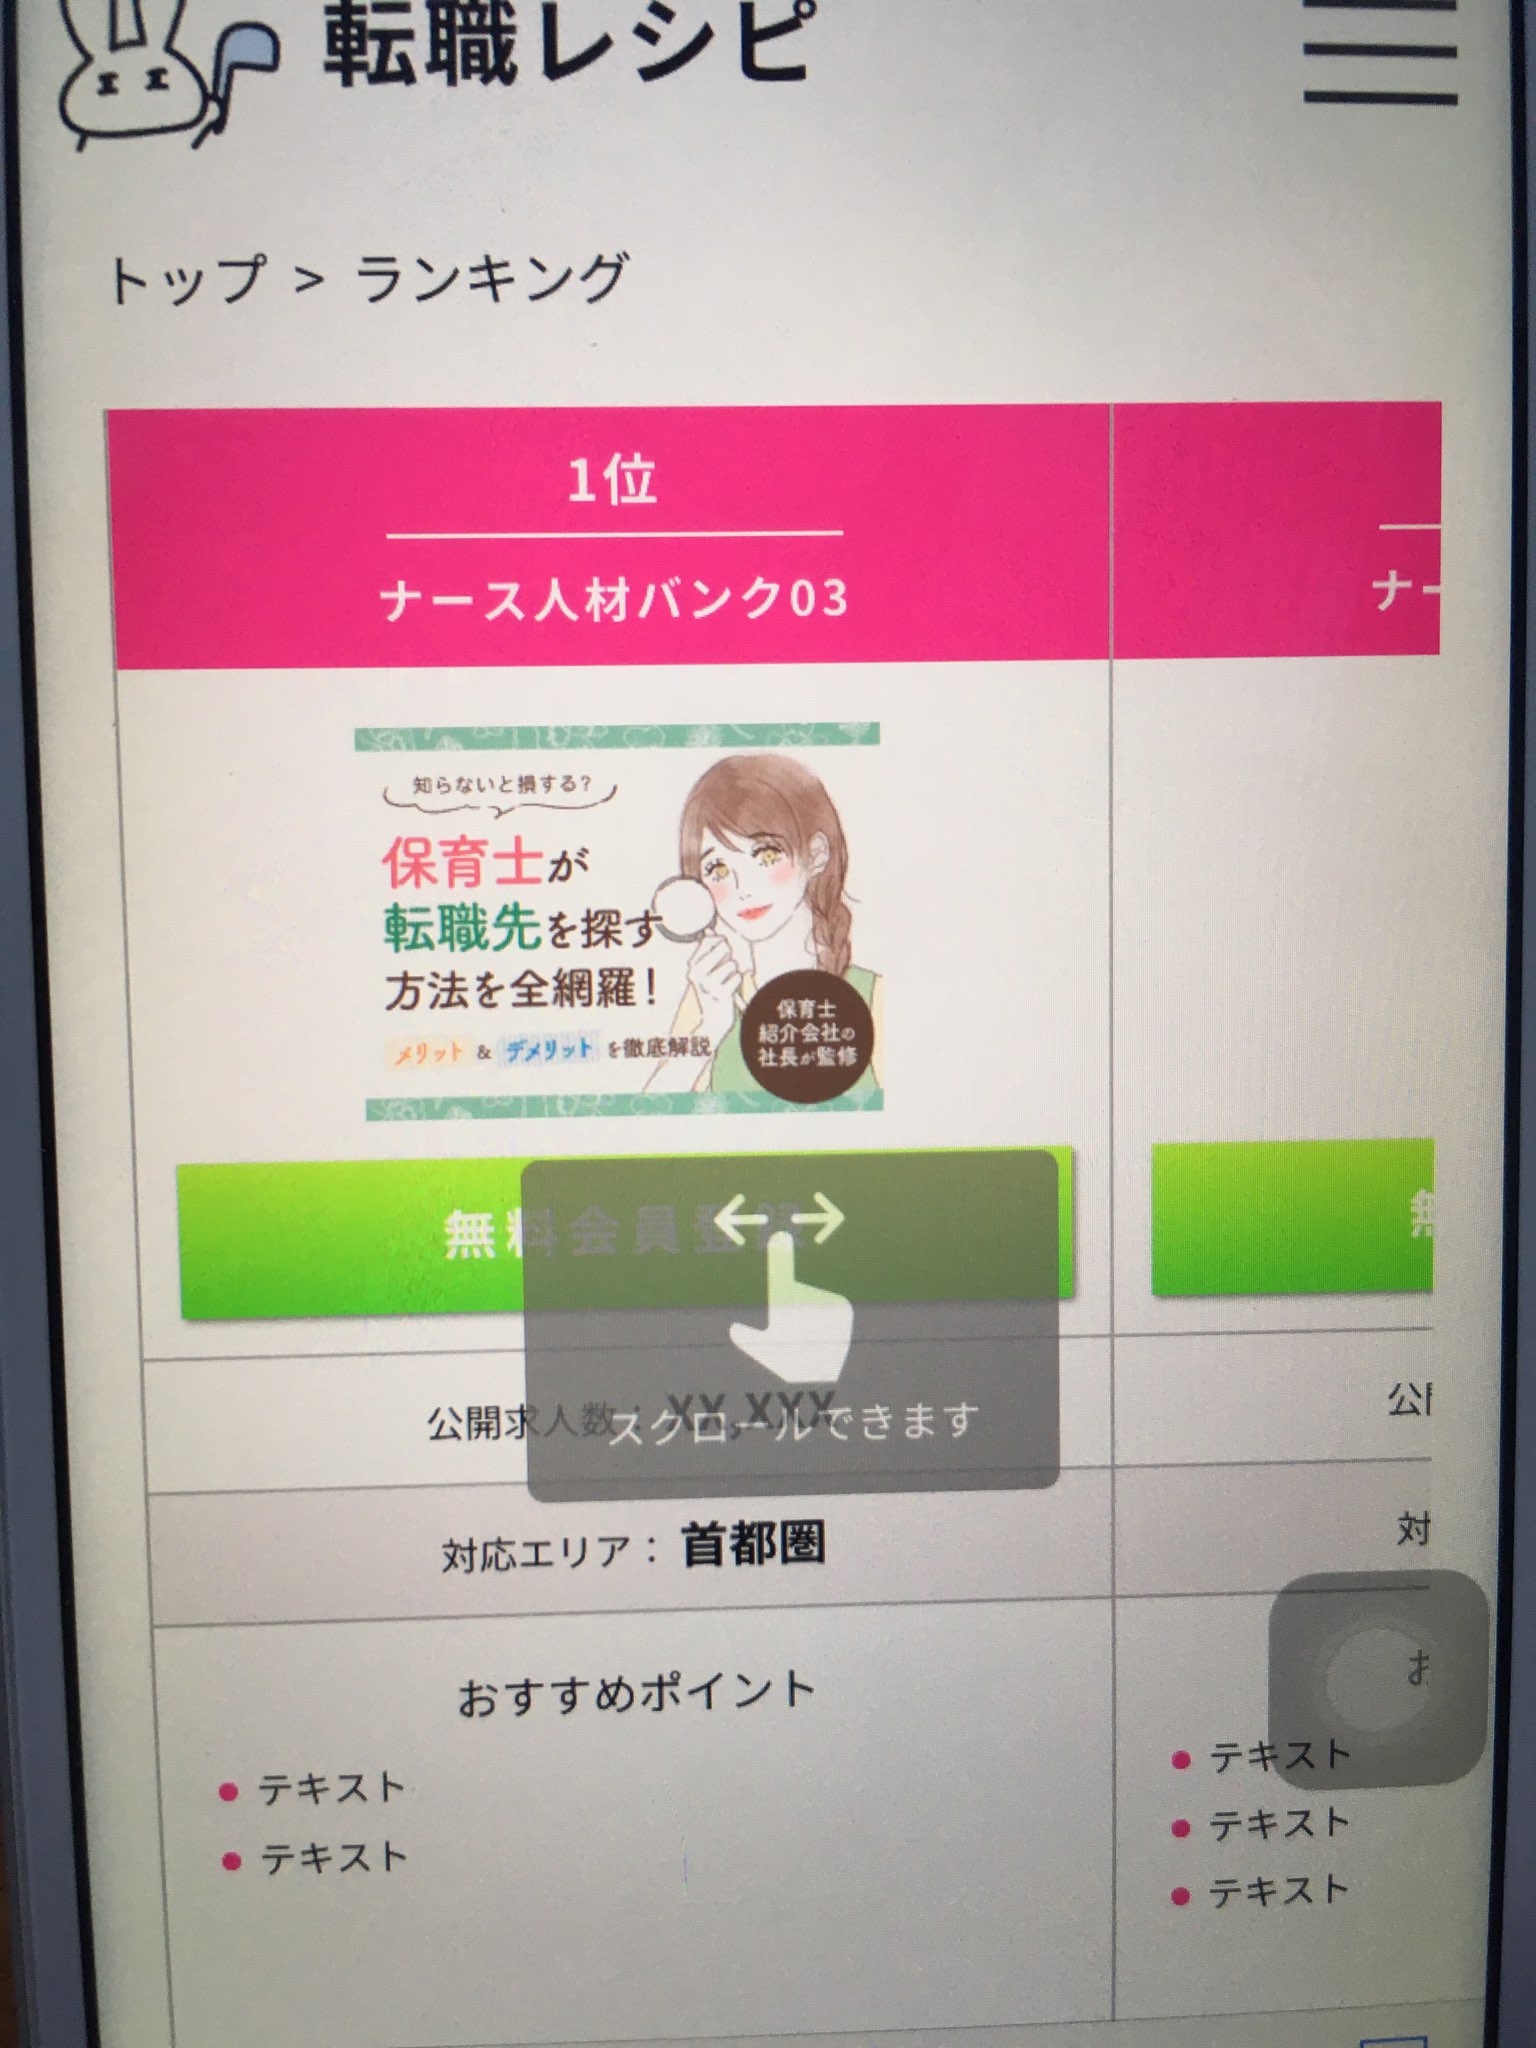 転職レシピ
トップ > ランキング
1位
ナース人材バンク03
ナー
知らないと損する?
保育士が
転職先を探す
方法を全網羅!
メリット & デメリット を徹底解説
保育士
紹介会社の
社長が監修
無料会員登録
無
公開求人数: XX,XXX
公開
スクロールできます
対応エリア: 首都圏
対
おすすめポイント
お
テキスト
テキスト
テキスト
テキスト
テキスト